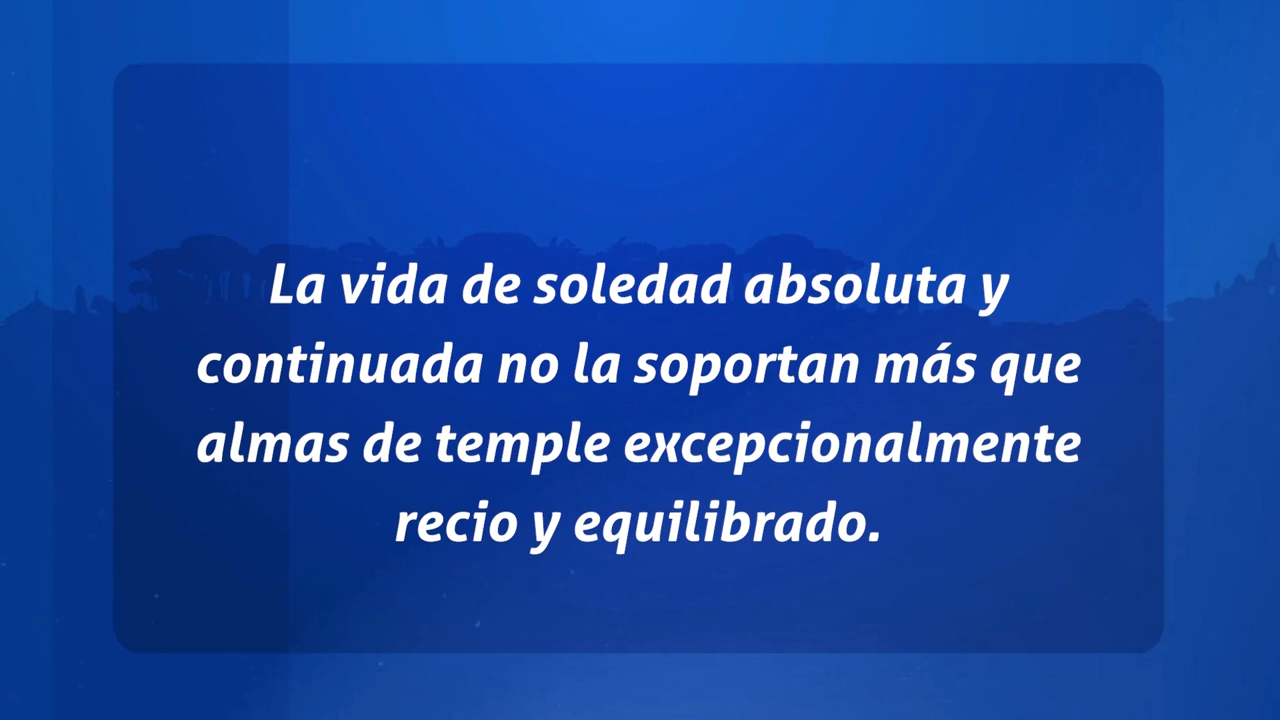 La vida de soledad absoluta y
continuada no la soportan más que
almas de temple excepcionalmente
recio y equilibrado.